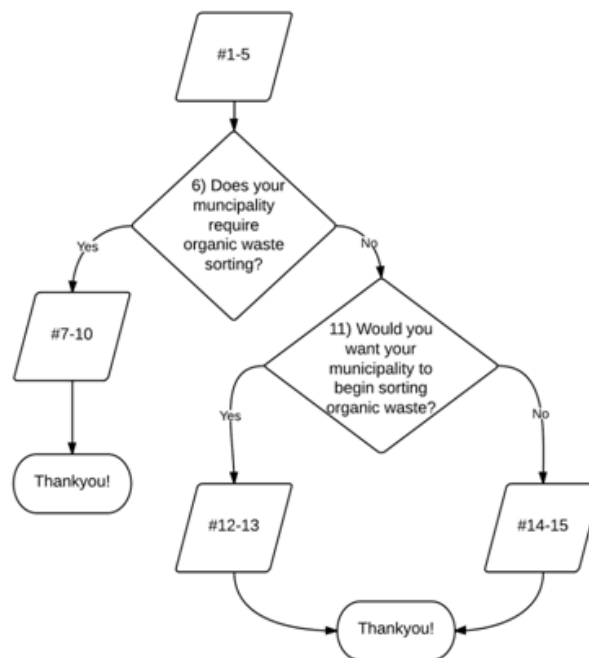 #1-5
6) Does your
muncipality
require
organic waste
sorting?
Yes
No
#7-10
11) Would you
want your
municipality to
begin sorting
organic waste?
Yes
No
Thankyou!
#12-13
#14-15
Thankyou!